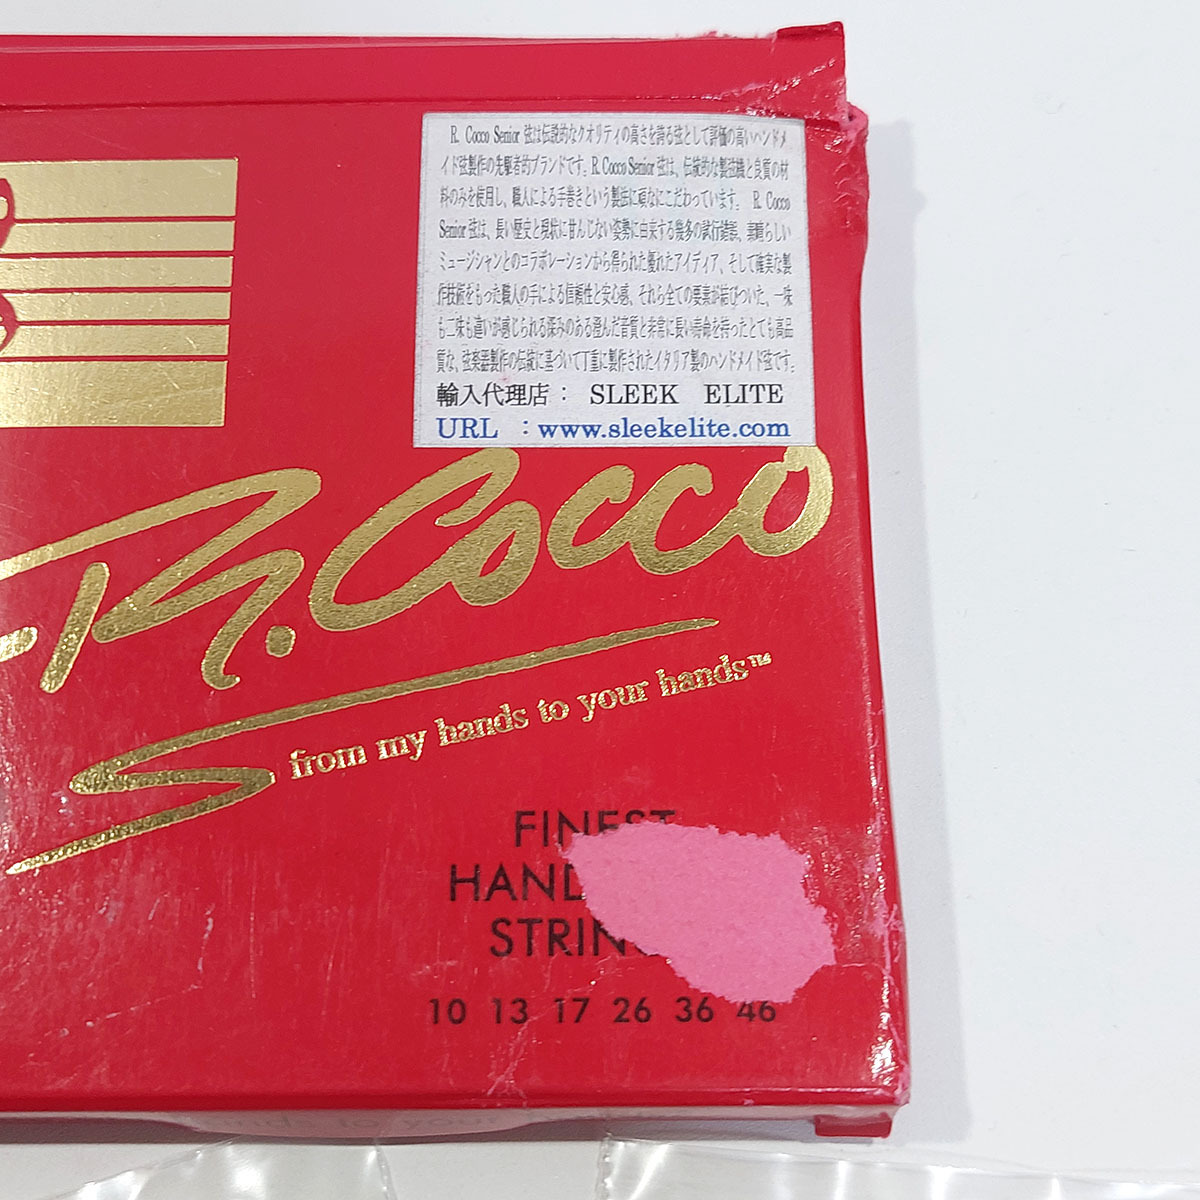 R. Cocco Senior 弦は伝説的なクオリティの高さを誇る弦として評価の高いハンドメ
イド弦製作の先駆者的ブランドです。R. Cocco Senior 弦は、伝統的な製弦機と良質の材
料のみを使用し、職人による手巻きという製法に頑なにこだわっています。 R. Cocco
Senior 弦は、長い歴史と現状に甘んじない姿勢に由来する幾多の試行錯誤、素晴らしい
ミュージシャンとのコラボレーションから得られた優れたアイディア、そして確実な製
作技術をもった職人の手による信頼性と安心感、それら全ての要素が結びついた、一味
も二味も違いが感じられる深みのある澄んだ音質と非常に長い寿命を持ったとても高品
質な、弦楽器製作の伝統に基づいて丁重に製作されたイタリア製のハンドメイド弦です。
輸入代理店： SLEEK ELITE
URL ：www.sleekelite.com
R. Cocco
from my hands to your hands™
FINEST
HAND
STRIN
10 13 17 26 36 46